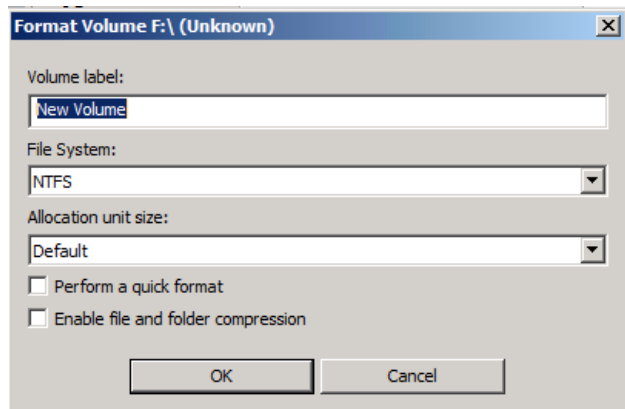 Format Volume F:\ (Unknown)
Volume label:
New Volume
File System:
NTFS
Allocation unit size:
Default
Perform a quick format
Enable file and folder compression
OK Cancel